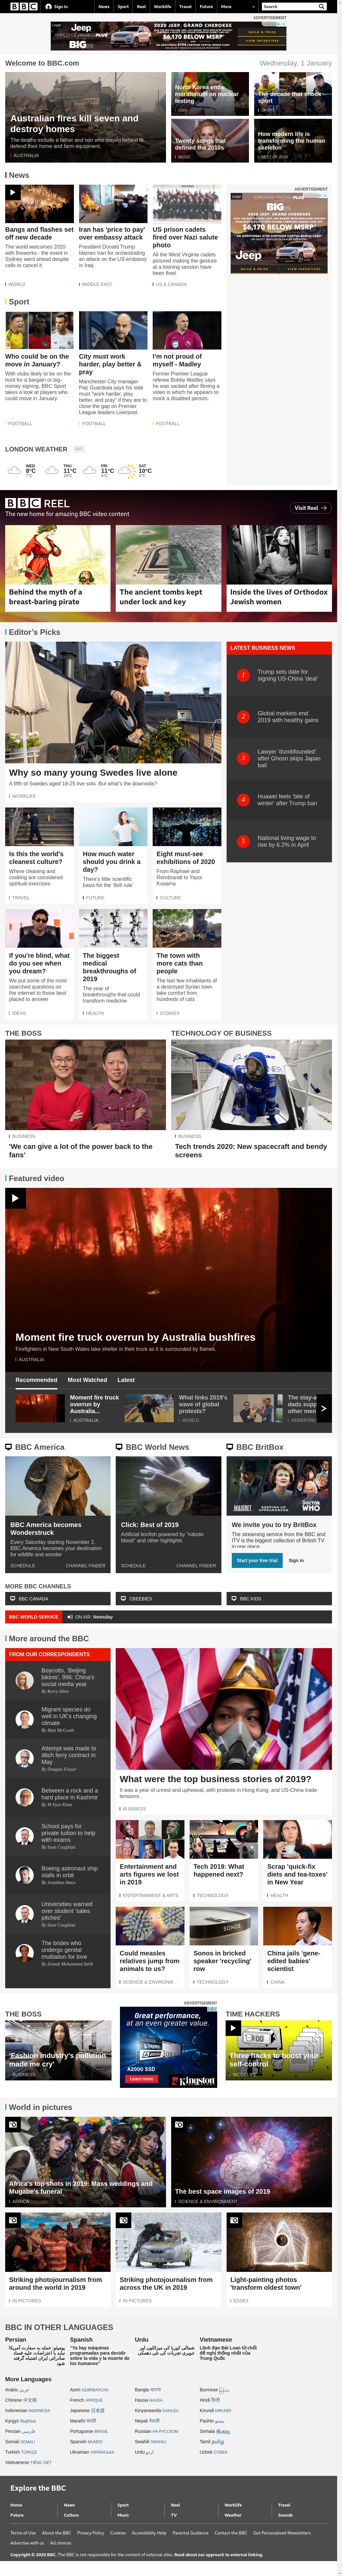 BBC
Sign in
News
Sport
Reel
Worklife
Travel
Future
More
Search
ADVERTISEMENT
Welcome to BBC.com
Wednesday, 1 January
Australian fires kill seven and
destroy homes
The deaths include a father and son who stayed behind to
defend their home and farm equipment.
AUSTRALIA
North Korea ends
moratorium on nuclear
testing
ASIA
The decade that shook
sport
SPORT
Twenty songs that
defined the 2010s
MUSIC
How modern life is
transforming the human
skeleton
BEST OF 2019
News
Bangs and flashes set
off new decade
The world welcomes 2020
with fireworks - the event in
Sydney went ahead despite
calls to cancel it.
WORLD
Iran has 'price to pay'
over embassy attack
President Donald Trump
blames Iran for orchestrating
an attack on the US embassy
in Iraq.
MIDDLE EAST
US prison cadets
fired over Nazi salute
photo
All the West Virginia cadets
pictured making the gesture
at a training session have
been fired.
US & CANADA
ADVERTISEMENT
Sport
Who could be on the
move in January?
With clubs likely to be on the
hunt for a bargain or big-
money signing, BBC Sport
takes a look at players who
could move in January.
FOOTBALL
City must work
harder, play better &
pray
Manchester City manager
Pep Guardiola says his side
must "work harder, play
better, and pray" if they are to
close the gap on Premier
League leaders Liverpool.
FOOTBALL
I'm not proud of
myself - Madley
Former Premier League
referee Bobby Madley says
he was sacked after filming a
video in which he appears to
mock a disabled person.
FOOTBALL
LONDON WEATHER
EDIT
WED
8°C
7°C
THU
11°C
10°C
FRI
11°C
4°C
SAT
10°C
6°C
BBC REEL
The new home for amazing BBC video content
Visit Reel
Behind the myth of a
breast-baring pirate
The ancient tombs kept
under lock and key
Inside the lives of Orthodox
Jewish women
Editor's Picks
Why so many young Swedes live alone
A fifth of Swedes aged 18-25 live solo. But what's the downside?
WORKLIFE
LATEST BUSINESS NEWS
1
Trump sets date for
signing US-China 'deal'
2
Global markets end
2019 with healthy gains
3
Lawyer 'dumbfounded'
after Ghosn skips Japan
bail
4
Huawei feels 'bite of
winter' after Trump ban
5
National living wage to
rise by 6.2% in April
Is this the world's
cleanest culture?
Where cleaning and
cooking are considered
spiritual exercises
TRAVEL
How much water
should you drink a
day?
There's little scientific
basis for the '8x8 rule'
FUTURE
Eight must-see
exhibitions of 2020
From Raphael and
Rembrandt to Yayoi
Kusama
CULTURE
If you're blind, what
do you see when
you dream?
We put some of the most
searched questions on
the internet to those best
placed to answer
IDEAS
The biggest
medical
breakthroughs of
2019
The year of
breakthroughs that could
transform medicine
HEALTH
The town with
more cats than
people
The last few inhabitants of
a destroyed Syrian town
take comfort from
hundreds of cats
STORIES
THE BOSS
BUSINESS
'We can give a lot of the power back to the
fans'
TECHNOLOGY OF BUSINESS
BUSINESS
Tech trends 2020: New spacecraft and bendy
screens
Featured video
Moment fire truck overrun by Australia bushfires
Firefighters in New South Wales take shelter in their truck as it is surrounded by flames.
AUSTRALIA
Recommended
Most Watched
Latest
Moment fire truck
overrun by
Australia...
AUSTRALIA
What links 2019's
wave of global
protests?
WORLD
BBC America
BBC America becomes
Wonderstruck
Every Saturday starting November 2,
BBC America becomes your destination
for wildlife and wonder
SCHEDULE
CHANNEL FINDER
BBC World News
Click: Best of 2019
Artificial lionfish powered by "robotic
blood" and other highlights
SCHEDULE
CHANNEL FINDER
BBC BritBox
We invite you to try BritBox
The streaming service from the BBC and
ITV is the biggest collection of British TV
in one place
Start your free trial
Sign in
MORE BBC CHANNELS
BBC CANADA
CBEEBIES
BBC KIDS
BBC WORLD SERVICE
ON AIR: Newsday
More around the BBC
FROM OUR CORRESPONDENTS
Boycotts, 'Beijing
bikinis', 996: China's
social media year
By Kerry Allen
Migrant species do
well in UK's changing
climate
By Matt McGrath
Attempt was made to
ditch ferry contract in
May
By Douglas Fraser
Between a rock and a
hard place in Kashmir
By M Ilyas Khan
School pays for
private tuition to help
with exams
By Sean Coughlan
Boeing astronaut ship
stalls in orbit
By Jonathan Amos
Universities warned
over student 'sales
pitches'
By Sean Coughlan
The brides who
undergo genital
mutilation for love
By Zeinab Mohammed Salih
What were the top business stories of 2019?
It was a year of unrest and upheaval, with protests in Hong Kong, and US-China trade
tensions.
BUSINESS
Entertainment and
arts figures we lost
in 2019
ENTERTAINMENT & ARTS
Tech 2019: What
happened next?
TECHNOLOGY
Scrap 'quick-fix
diets and tea-toxes'
in New Year
HEALTH
Could measles
overtake jump from
animals to us?
SCIENCE & ENVIRONM...
Sonos in bricked
speaker 'recycling'
row
TECHNOLOGY
China jails 'gene-
edited babies'
scientist
CHINA
THE BOSS
'Fashion industry's pollution
made me cry'
BUSINESS
ADVERTISEMENT
Great performance,
at an even greater value.
A2000 SSD
Learn more
Kingston
TIME HACKERS
Three hacks to boost your
self-control
World in pictures
Africa's top shots in 2019: Mass weddings and
Mugabe's funeral
AFRICA
The best space images of 2019
SCIENCE & ENVIRONMENT
Striking photojournalism from
around the world in 2019
IN PICTURES
Striking photojournalism from
across the UK in 2019
IN PICTURES
Light-painting photos
'transform oldest town'
ESSEX
BBC IN OTHER LANGUAGES
Persian
Spanish
"Ya hay máquinas
programadas para decidir
sobre la vida y la muerte de
los humanos"
Urdu
Vietnamese
Lãnh đạo Đài Loan từ chối
đề nghị thống nhất của
Trung Quốc
More Languages
Arabic عربي
Azeri AZƏRBAYCAN
Bangla বাংলা
Burmese
Chinese 中文网
French AFRIQUE
Hausa HAUSA
Hindi हिन्दी
Indonesian INDONESIA
Japanese 日本語
Kinyarwanda GAHUZA
Kirundi KIRUNDI
Kyrgyz Кыргыз
Marathi मराठी
Nepali नेपाली
Pashto پښتو
Persian فارسی
Portuguese BRASIL
Russian НА РУССКОМ
Sinhala සිංහල
Somali SOMALI
Spanish MUNDO
Swahili SWAHILI
Tamil தமிழ்
Turkish TÜRKÇE
Ukrainian УКРАЇНСЬКА
Urdu اردو
Uzbek O'ZBEK
Vietnamese TIẾNG VIỆT
Explore the BBC
Home
News
Sport
Reel
Worklife
Travel
Future
Culture
Music
TV
Weather
Sounds
Terms of Use
About the BBC
Privacy Policy
Cookies
Accessibility Help
Parental Guidance
Contact the BBC
Get Personalised Newsletters
Advertise with us
Ad choices
Copyright © 2020 BBC. The BBC is not responsible for the content of external sites. Read about our approach to external linking.